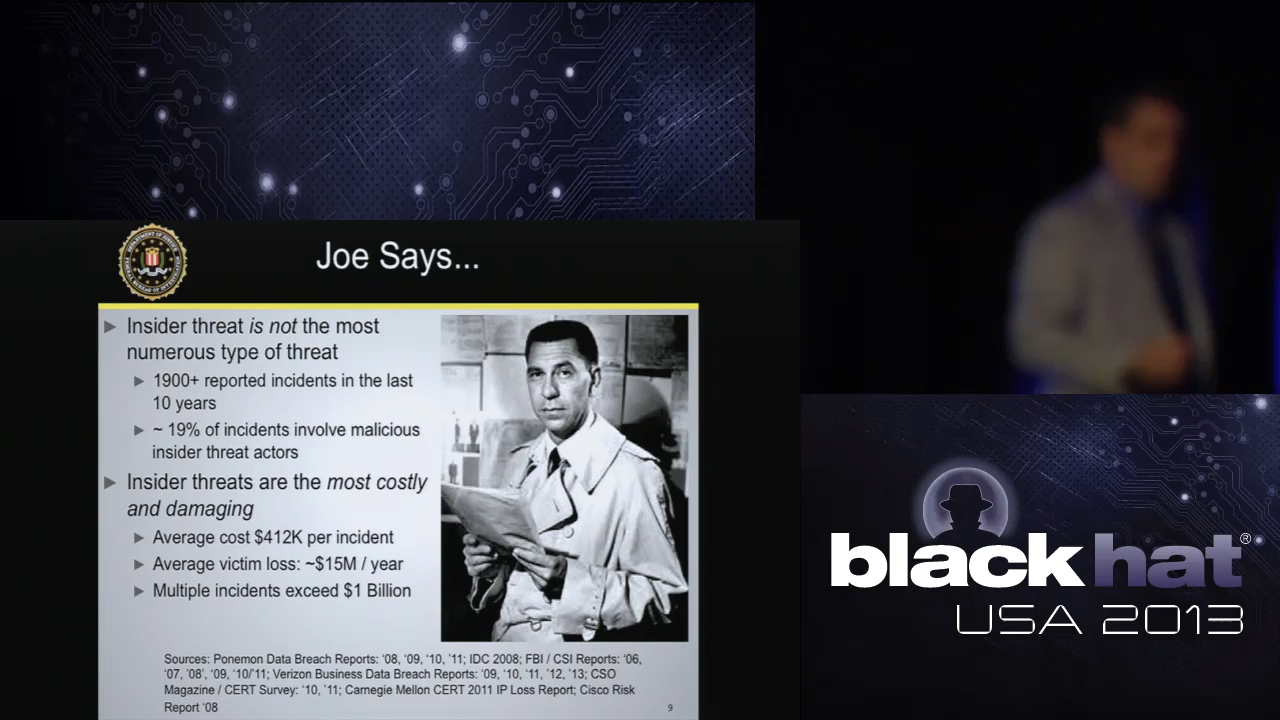 Joe Says...
Insider threat is not the most
numerous type of threat
1900+ reported incidents in the last
10 years
~ 19% of incidents involve malicious
insider threat actors
Insider threats are the most costly
and damaging
Average cost $412K per incident
Average victim loss: ~$15M / year
Multiple incidents exceed $1 Billion
Sources: Ponemon Data Breach Reports: '08, '09, '10, '11; IDC 2008; FBI / CSI Reports: '06,
'07, '08', '09, '10/'11; Verizon Business Data Breach Reports: '09, '10, '11, '12, '13; CSO
Magazine / CERT Survey: '10, '11; Carnegie Mellon CERT 2011 IP Loss Report; Cisco Risk
Report '08
9
black hat®
USA 2013